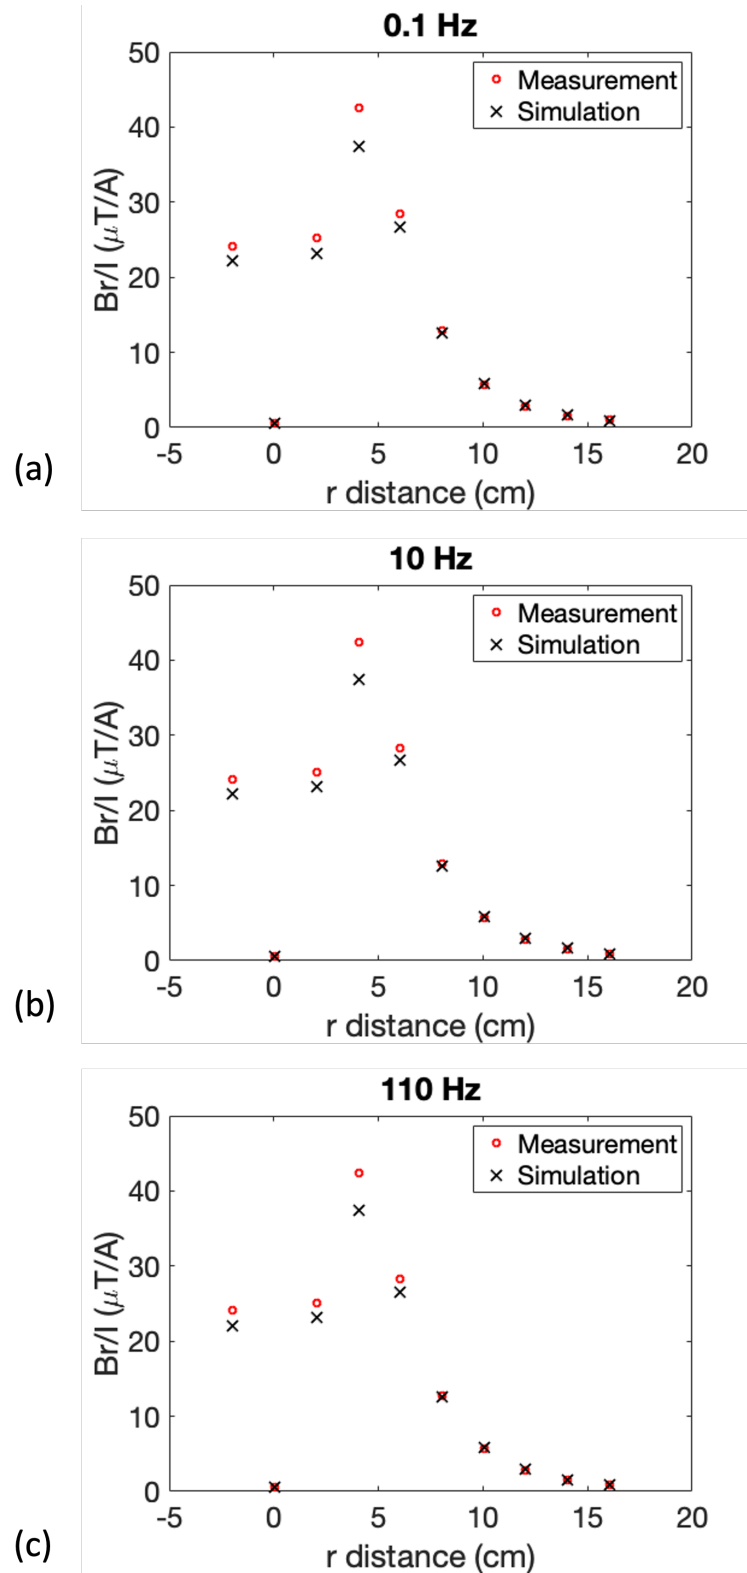 0.1 Hz
50
40
30
20
10
0
-5
0
5
10
15
20
Br/I (μT/A)
r distance (cm)
Measurement
Simulation
(a)
10 Hz
50
40
30
20
10
0
-5
0
5
10
15
20
Br/I (μT/A)
r distance (cm)
Measurement
Simulation
(b)
110 Hz
50
40
30
20
10
0
-5
0
5
10
15
20
Br/I (μT/A)
r distance (cm)
Measurement
Simulation
(c)